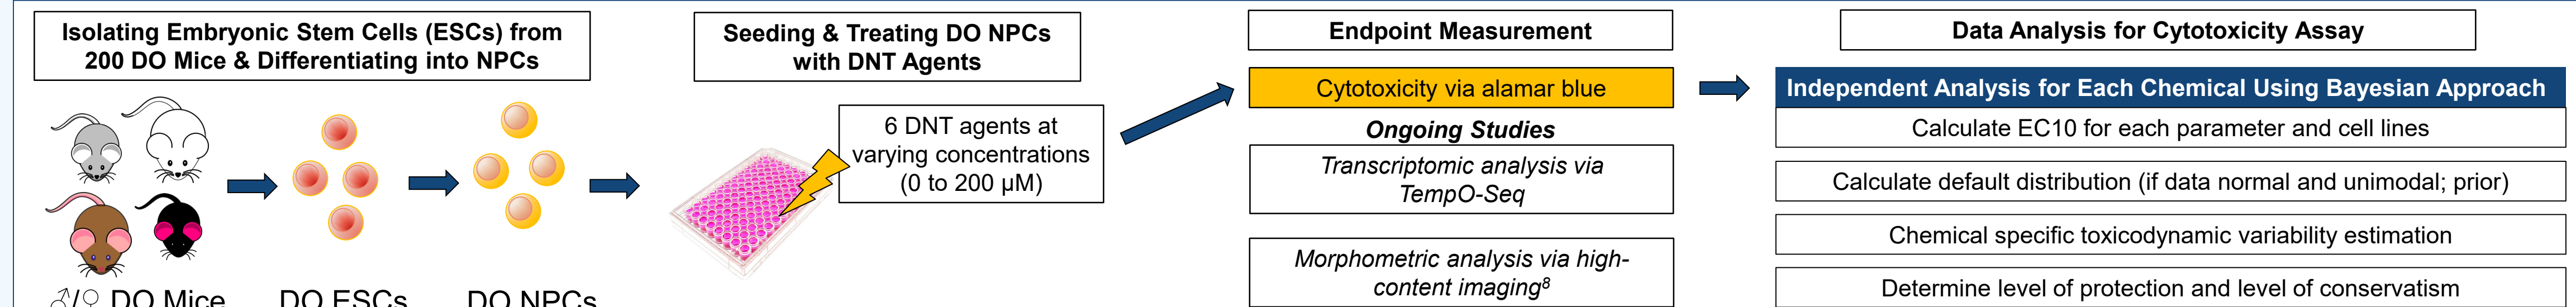 Isolating Embryonic Stem Cells (ESCs) from
200 DO Mice & Differentiating into NPCs
♂/♀ DO Mice
DO ESCs
DO NPCs
Seeding & Treating DO NPCs
with DNT Agents
6 DNT agents at
varying concentrations
(0 to 200 µM)
Endpoint Measurement
Cytotoxicity via alamar blue
Ongoing Studies
Transcriptomic analysis via
TempO-Seq
Morphometric analysis via high-
content imaging⁸
Data Analysis for Cytotoxicity Assay
Independent Analysis for Each Chemical Using Bayesian Approach
Calculate EC10 for each parameter and cell lines
Calculate default distribution (if data normal and unimodal; prior)
Chemical specific toxicodynamic variability estimation
Determine level of protection and level of conservatism